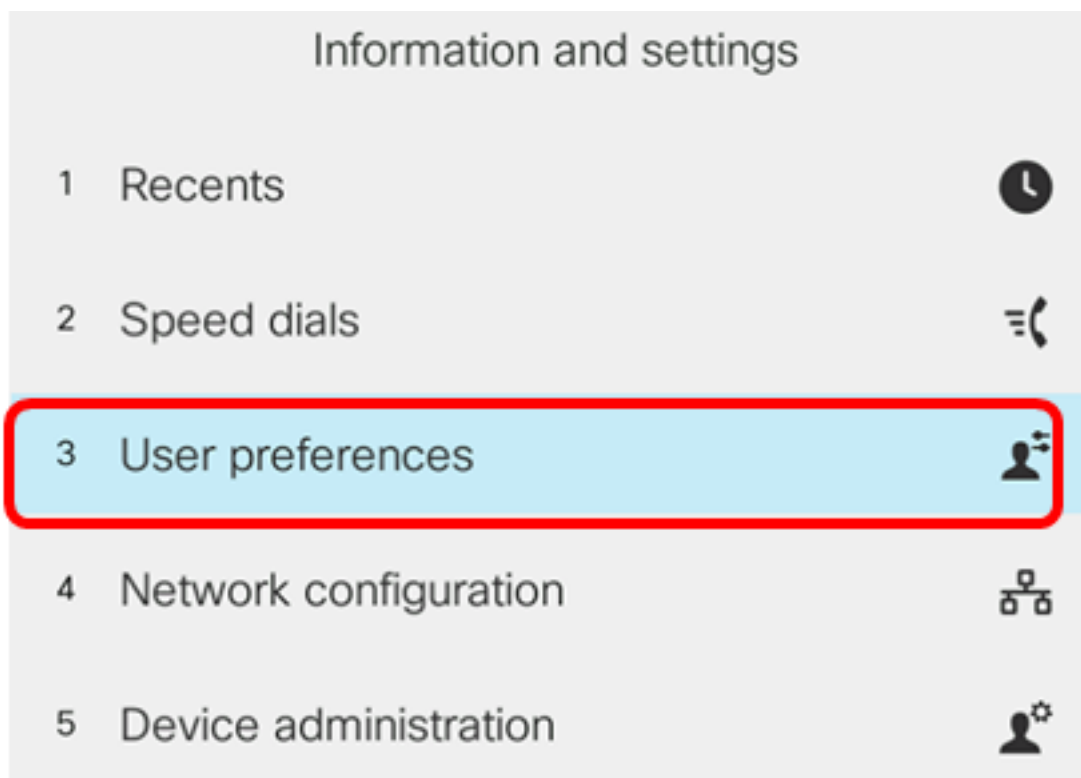 Information and settings
1 Recents
2 Speed dials
3 User preferences
4 Network configuration
5 Device administration